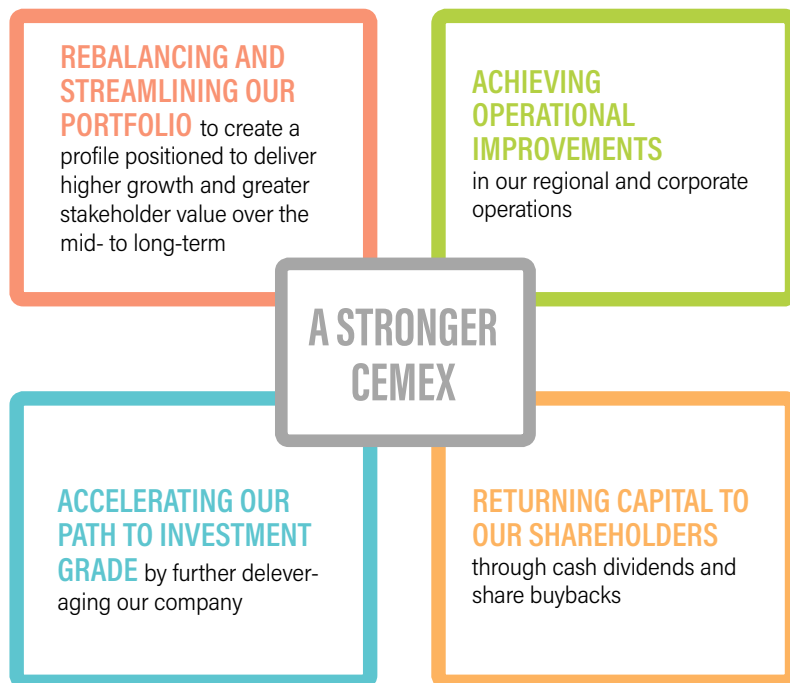 REBALANCING AND
STREAMLINING OUR
PORTFOLIO to create a
profile positioned to deliver
higher growth and greater
stakeholder value over the
mid- to long-term
ACHIEVING
OPERATIONAL
IMPROVEMENTS
in our regional and corporate
operations
A STRONGER
CEMEX
ACCELERATING OUR
PATH TO INVESTMENT
GRADE by further delever-
aging our company
RETURNING CAPITAL TO
OUR SHAREHOLDERS
through cash dividends and
share buybacks